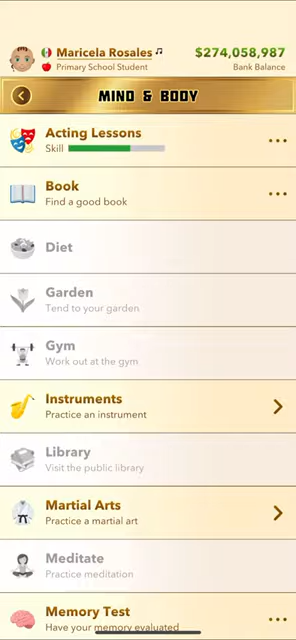 Maricela Rosales
$274,058,987
Primary School Student
Bank Balance
MIND & BODY
Acting Lessons
Skill
Book
Find a good book
Diet
Garden
Tend to your garden
Gym
Work out at the gym
Instruments
Practice an instrument
Library
Visit the public library
Martial Arts
Practice a martial art
Meditate
Practice meditation
Memory Test
Have your memory evaluated